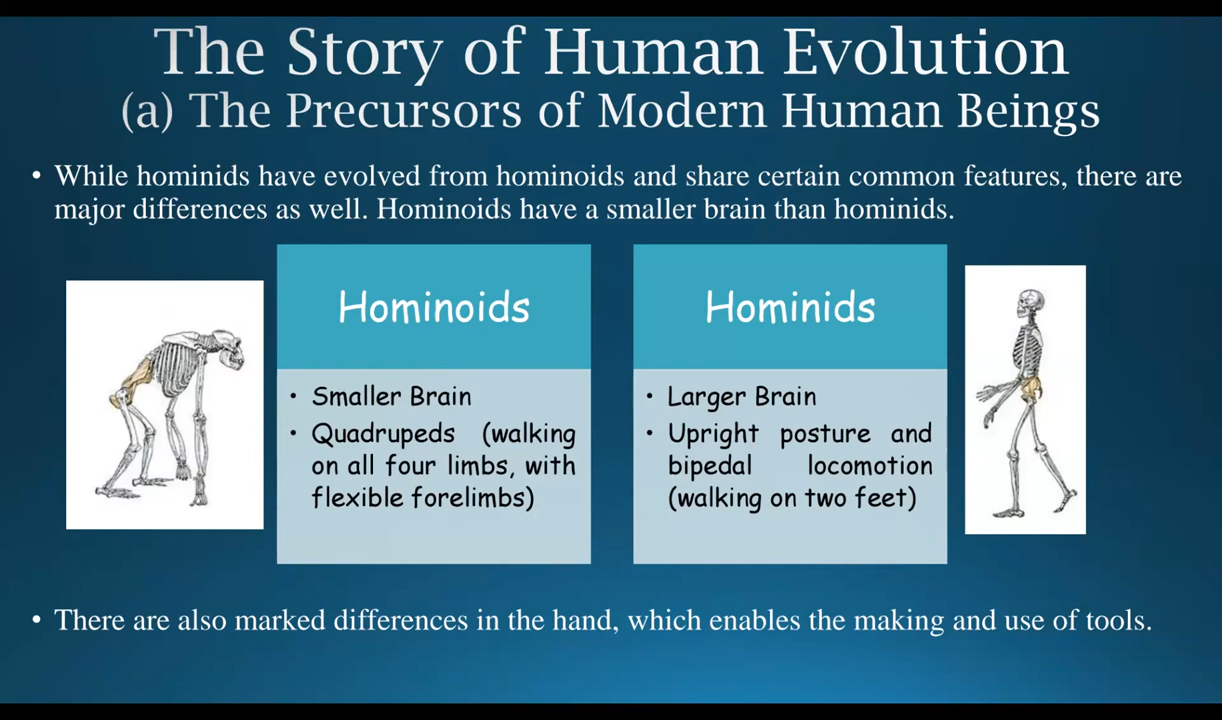 The Story of Human Evolution
(a) The Precursors of Modern Human Beings
• While hominids have evolved from hominoids and share certain common features, there are
major differences as well. Hominoids have a smaller brain than hominids.
Hominoids
• Smaller Brain
• Quadrupeds (walking
on all four limbs, with
flexible forelimbs)
Hominids
• Larger Brain
• Upright posture and
bipedal locomotion
(walking on two feet)
• There are also marked differences in the hand, which enables the making and use of tools.